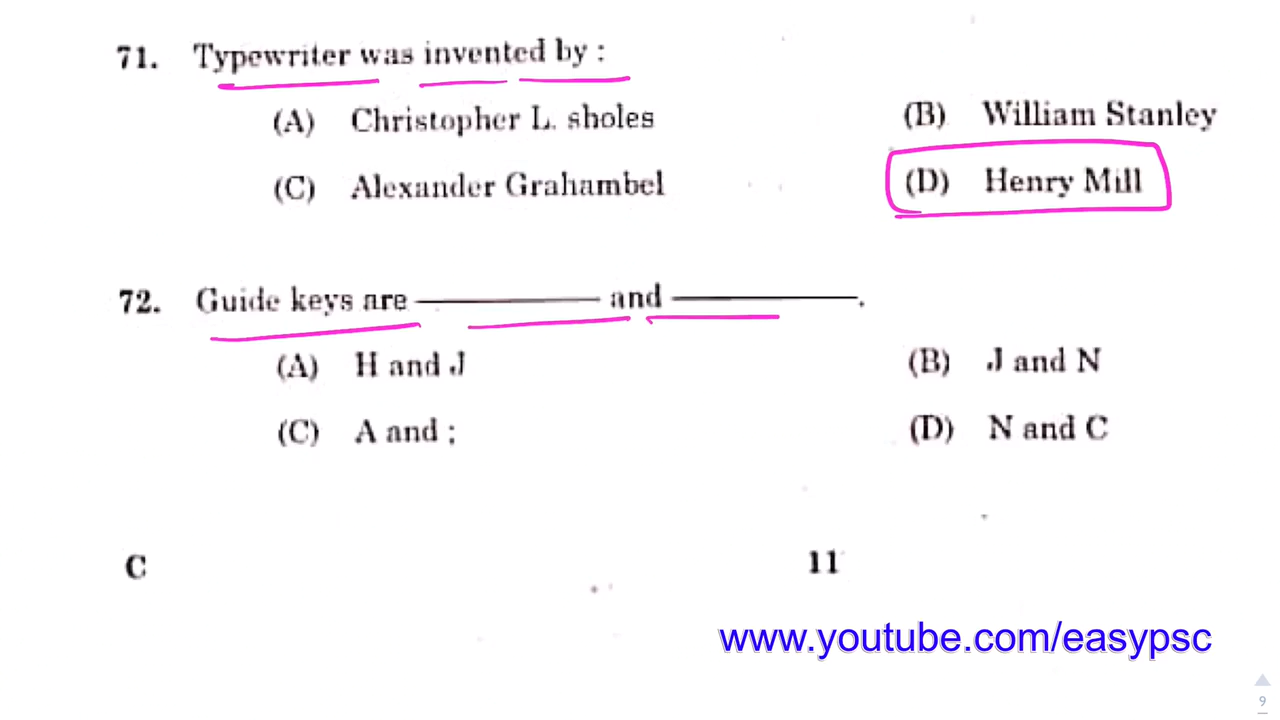 71. Typewriter was invented by :
(A) Christopher L. sholes (B) William Stanley
(C) Alexander Grahambel (D) Henry Mill
72. Guide keys are ———— and ————.
(A) H and J (B) J and N
(C) A and ; (D) N and C
C 11
www.youtube.com/easypsc
9